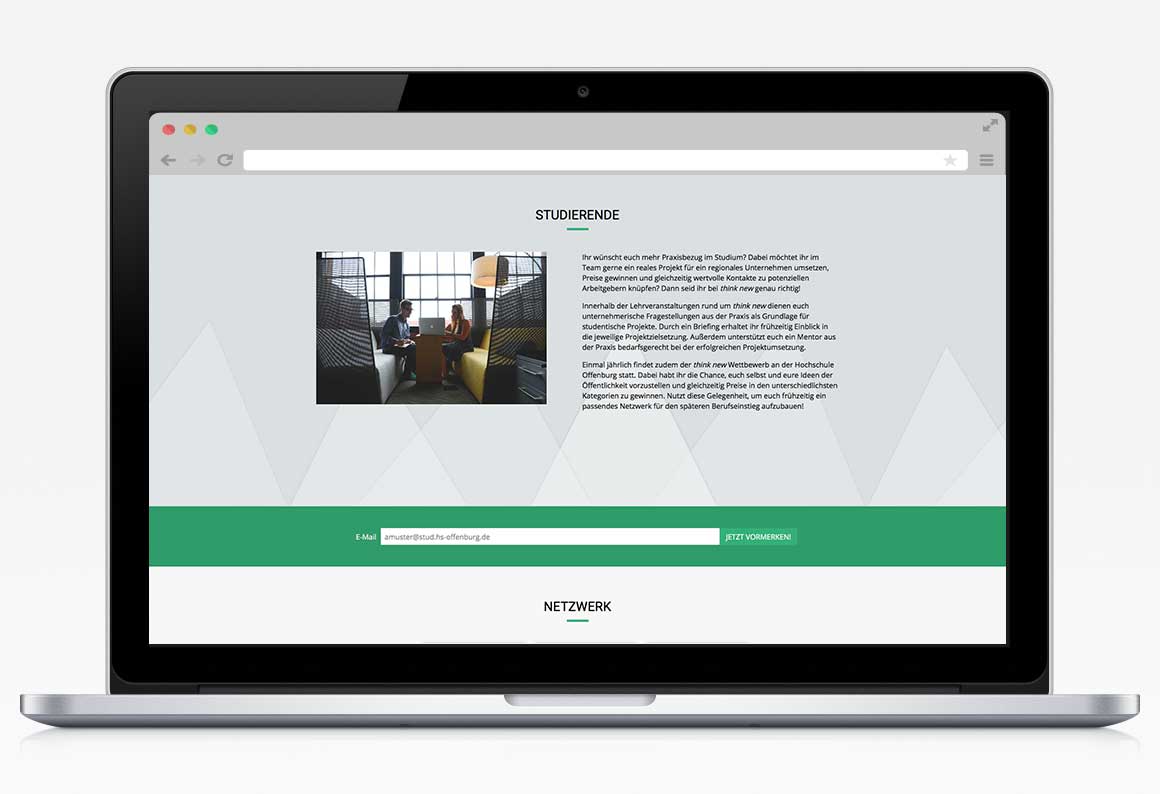 STUDIERENDE
Ihr wünscht euch mehr Praxisbezug im Studium? Dabei möchtet ihr im
Team gerne ein reales Projekt für ein regionales Unternehmen umsetzen,
Preise gewinnen und gleichzeitig wertvolle Kontakte zu potenziellen
Arbeitgebern knüpfen? Dann seid ihr bei think new genau richtig!
Innerhalb der Lehrveranstaltungen rund um think new dienen euch
unternehmerische Fragestellungen aus der Praxis als Grundlage für
studentische Projekte. Durch ein Briefing erhaltet ihr frühzeitig Einblick in
die jeweilige Projektzielsetzung. Außerdem unterstützt euch ein Mentor aus
der Praxis bedarfsgerecht bei der erfolgreichen Projektumsetzung.
Einmal jährlich findet zudem der think new Wettbewerb an der Hochschule
Offenburg statt. Dabei habt ihr die Chance, euch selbst und eure Ideen der
Öffentlichkeit vorzustellen und gleichzeitig Preise in den unterschiedlichsten
Kategorien zu gewinnen. Nutzt diese Gelegenheit, um euch frühzeitig ein
passendes Netzwerk für den späteren Berufseinstieg aufzubauen!
E-Mail amuster@stud.hs-offenburg.de JETZT VORMERKEN!
NETZWERK